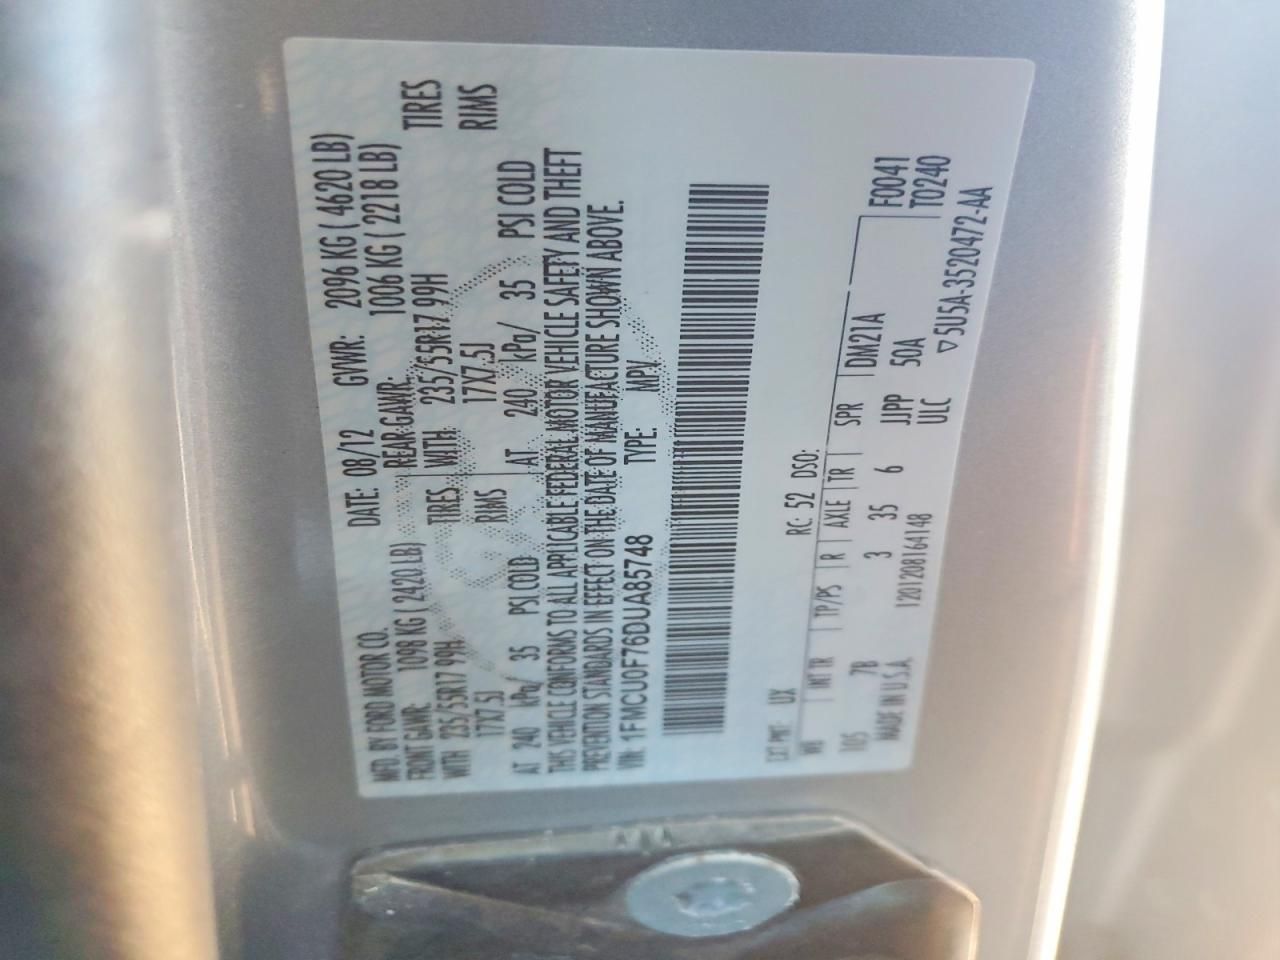 MFD. BY FORD MOTOR CO. DATE: 08/12 GVWR: 2096 KG ( 4620 LB)
FRONT GAWR: 1098 KG ( 2420 LB) REAR GAWR: 1006 KG ( 2218 LB)
WITH 235/55R17 99H TIRES WITH 235/55R17 99H TIRES
17X7.5J RIMS 17X7.5J RIMS
AT 240 kPa/ 35 PSI COLD AT 240 kPa/ 35 PSI COLD
THIS VEHICLE CONFORMS TO ALL APPLICABLE FEDERAL MOTOR VEHICLE SAFETY AND THEFT
PREVENTION STANDARDS IN EFFECT ON THE DATE OF MANUFACTURE SHOWN ABOVE.
VIN: 1FMCU0F76DUA85748 TYPE: MPV
EXT PNT: UX RC: 52 DSO: F0041
WB INT TR TP/PS R AXLE TR SPR DM21A T0240
105 7B 3 35 6 JJPP 50A
MADE IN U.S.A. 1201208164148 ULC ▽5U5A-3520472-AA